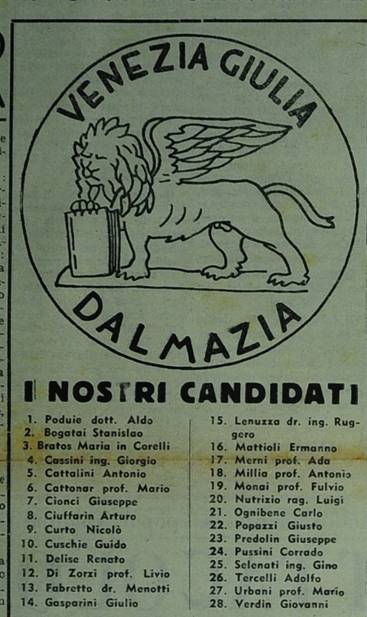 VENEZIA GIULIA
DALMAZIA
I NOSTRI CANDIDATI
1. Poduie dott. Aldo
2. Bogatai Stanislao
3. Bratos Maria in Corelli
4. Cassini ing. Giorgio
5. Cattalini Antonio
6. Cattonar prof. Mario
7. Cionci Giuseppe
8. Ciuffarin Arturo
9. Curto Nicolò
10. Cuschie Guido
11. Delise Renato
12. Di Zorzi prof. Livio
13. Fabretto dr. Menotti
14. Gasparini Giulio
15. Lenuzza dr. ing. Rug-
gero
16. Mattioli Ermanno
17. Merni prof. Ada
18. Millia prof. Antonio
19. Monai prof. Fulvio
20. Nutrizio rag. Luigi
21. Ognibene Carlo
22. Popazzi Giusto
23. Predolin Giuseppe
24. Pussini Corrado
25. Selenati ing. Gino
26. Tercelli Adolfo
27. Urbani prof. Mario
28. Verdin Giovanni